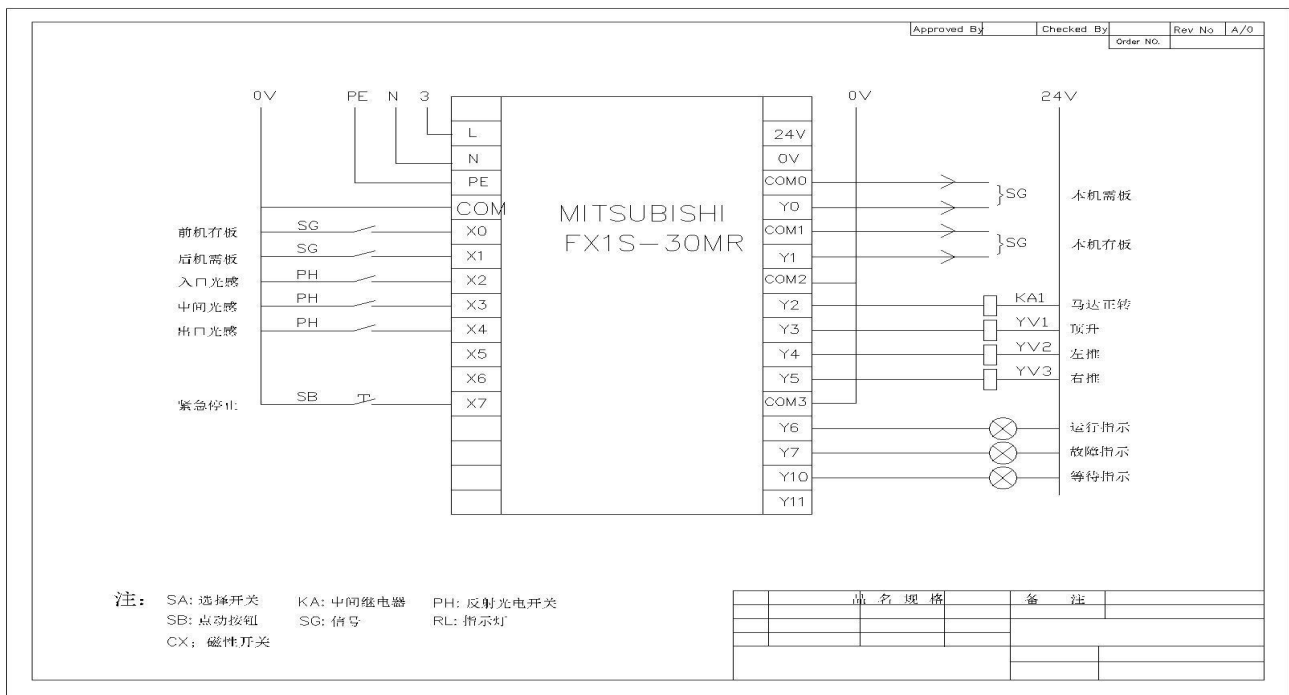 Approved By Checked By Rev No A/0
Order NO.
0V PE N 3 0V 24V
L 24V
N 0V
PE COM0
SG 本机需板
COM Y0
MITSUBISHI
FX1S-30MR
前机有板 SG X0 COM1
SG 本机有板
后机需板 SG X1 Y1
入口光感 PH X2 COM2
中间光感 PH X3 Y2 KA1 马达正转
出口光感 PH X4 Y3 YV1 顶升
X5 Y4 YV2 左推
X6 Y5 YV3 右推
紧急停止 SB X7 COM3
Y6 运行指示
Y7 故障指示
Y10 等待指示
Y11
注: SA: 选择开关 KA: 中间继电器 PH: 反射光电开关
SB: 点动按钮 SG: 信号 RL: 指示灯
CX; 磁性开关
品名规格 备注